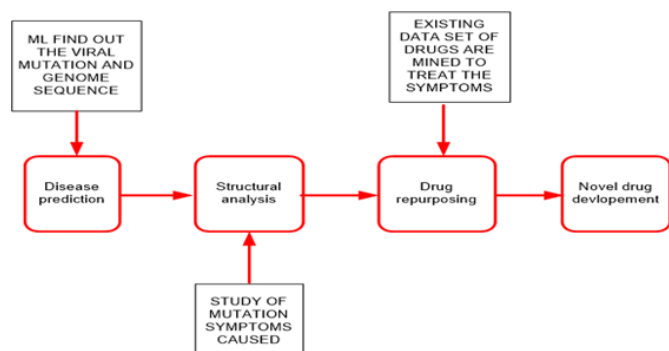 ML FIND OUT
THE VIRAL
MUTATION AND
GENOME
SEQUENCE
EXISTING
DATA SET OF
DRUGS ARE
MINED TO
TREAT THE
SYMPTOMS
Disease
prediction
Structural
analysis
Drug
repurposing
Novel drug
devlopement
STUDY OF
MUTATION
SYMPTOMS
CAUSED